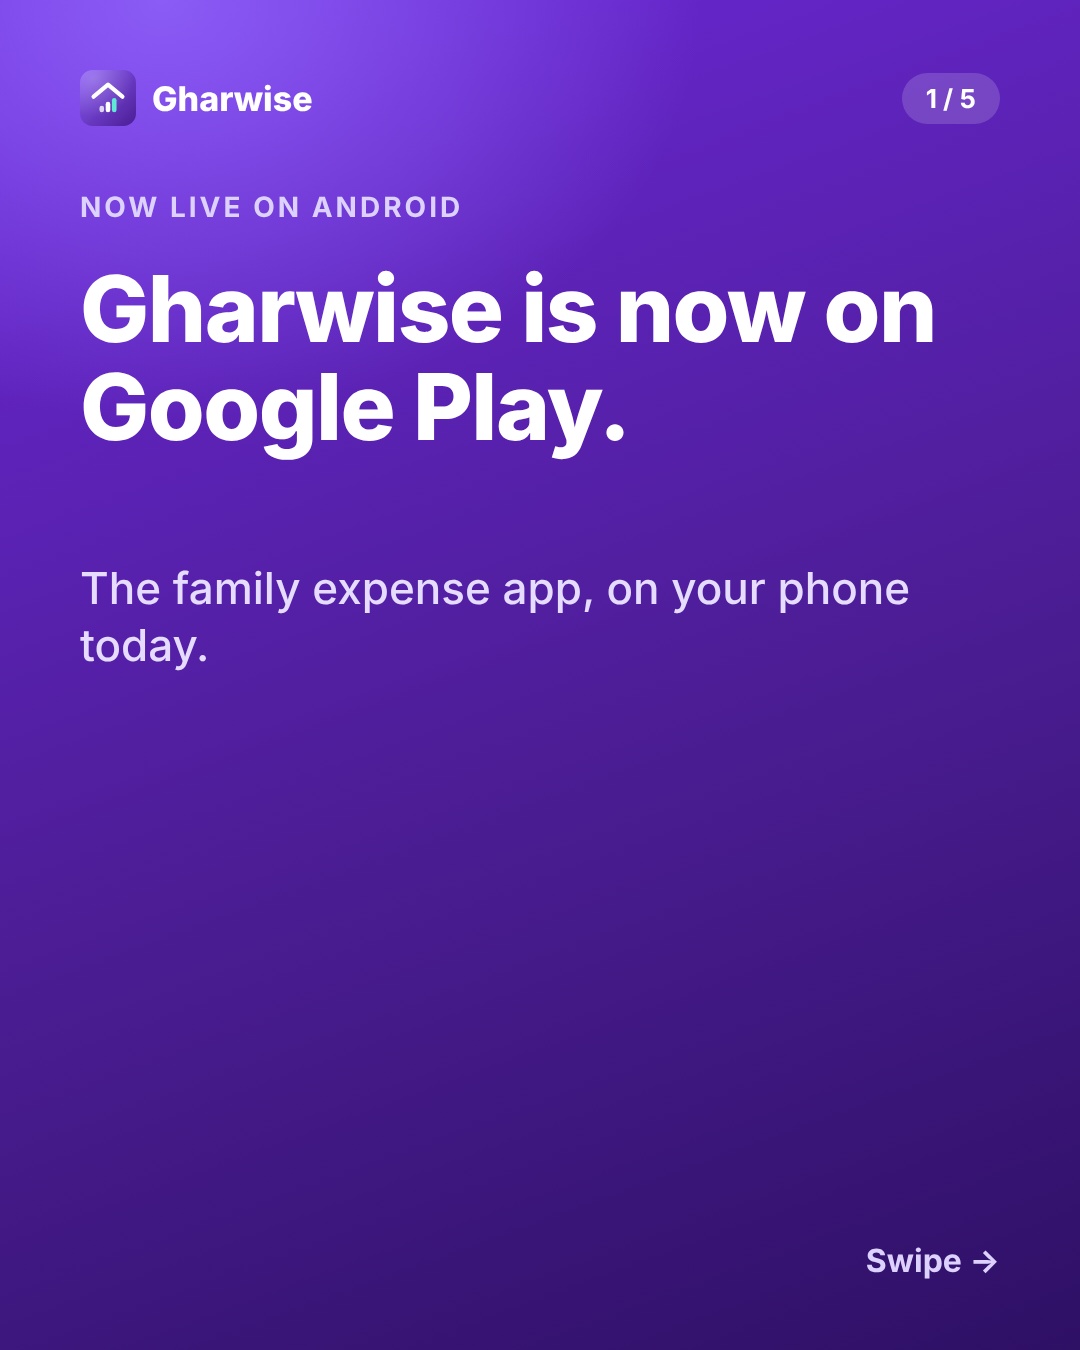 Gharwise
1 / 5
NOW LIVE ON ANDROID
Gharwise is now on
Google Play.
The family expense app, on your phone
today.
Swipe →